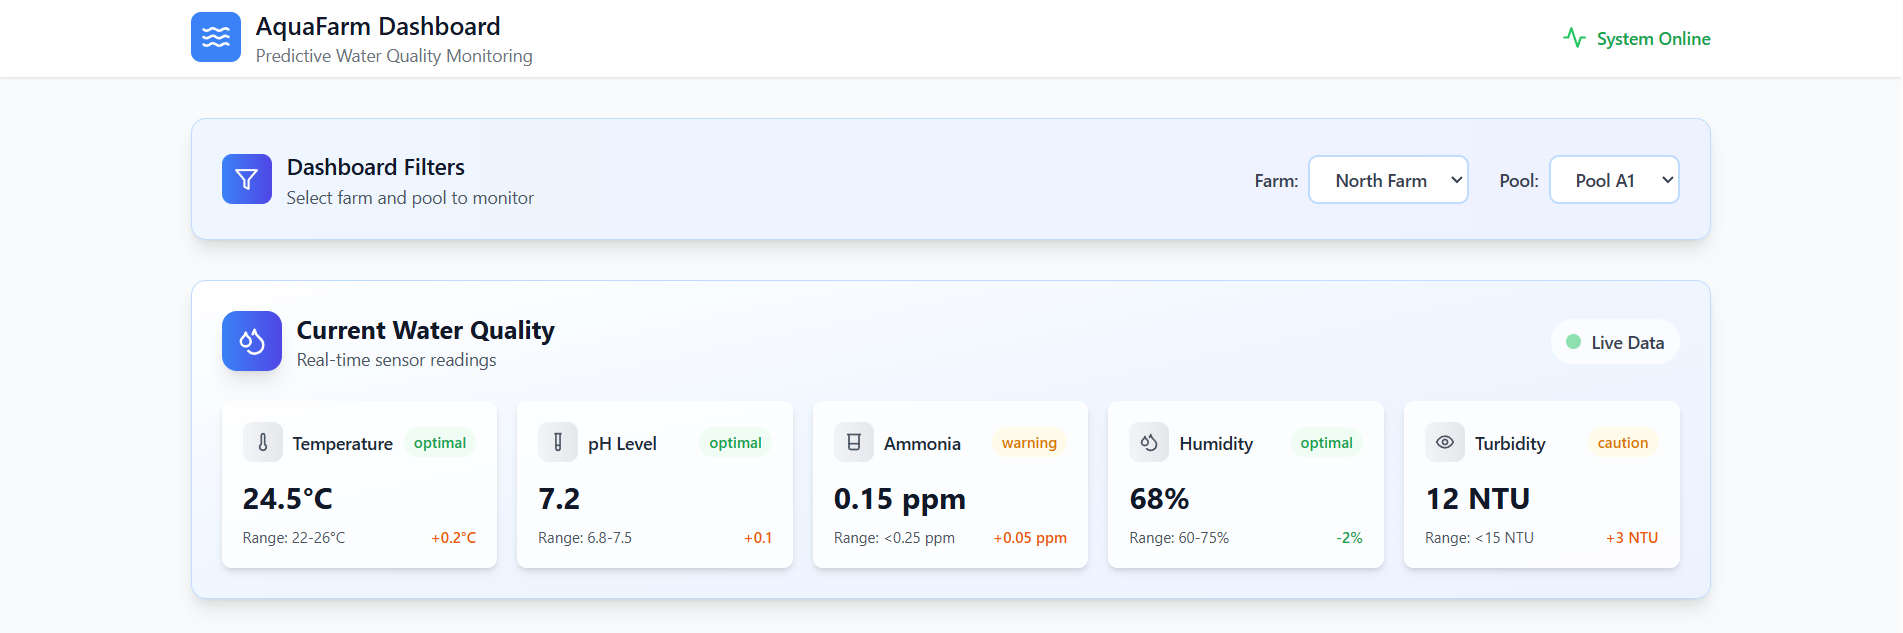 AquaFarm Dashboard
Predictive Water Quality Monitoring
System Online
Dashboard Filters
Select farm and pool to monitor
Farm: North Farm
Pool: Pool A1
Current Water Quality
Real-time sensor readings
Live Data
Temperature optimal
24.5°C
Range: 22-26°C +0.2°C
pH Level optimal
7.2
Range: 6.8-7.5 +0.1
Ammonia warning
0.15 ppm
Range: <0.25 ppm +0.05 ppm
Humidity optimal
68%
Range: 60-75% -2%
Turbidity caution
12 NTU
Range: <15 NTU +3 NTU